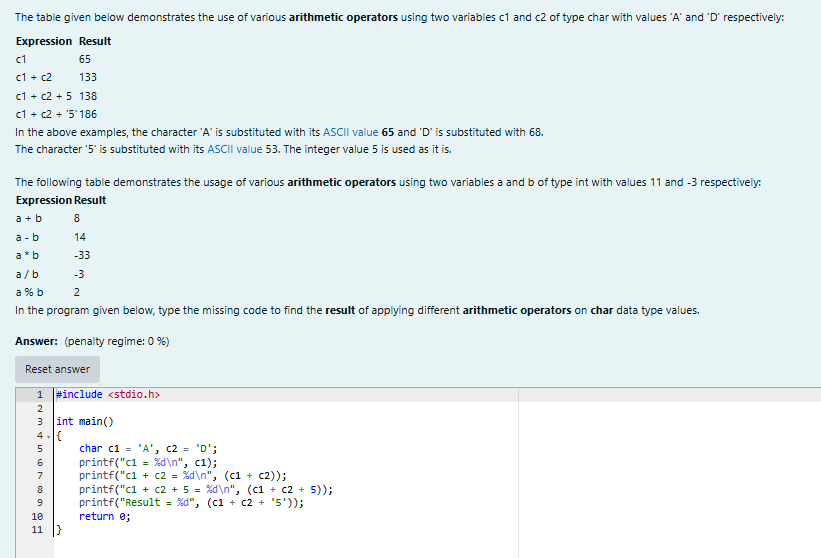 The table given below demonstrates the use of various arithmetic operators using two variables c1 and c2 of type char with values 'A' and 'D' respectively:
Expression Result
c1 65
c1 + c2 133
c1 + c2 + 5 138
c1 + c2 + '5' 186
In the above examples, the character 'A' is substituted with its ASCII value 65 and 'D' is substituted with 68.
The character '5' is substituted with its ASCII value 53. The integer value 5 is used as it is.
The following table demonstrates the usage of various arithmetic operators using two variables a and b of type int with values 11 and -3 respectively:
Expression Result
a + b 8
a - b 14
a * b -33
a / b -3
a % b 2
In the program given below, type the missing code to find the result of applying different arithmetic operators on char data type values.
Answer: (penalty regime: 0 %)
Reset answer
1 #include <stdio.h>
2
3 int main()
4 {
5 char c1 = 'A', c2 = 'D';
6 printf("c1 = %d\n", c1);
7 printf("c1 + c2 = %d\n", (c1 + c2));
8 printf("c1 + c2 + 5 = %d\n", (c1 + c2 + 5));
9 printf("Result = %d", (c1 + c2 + '5'));
10 return 0;
11 }